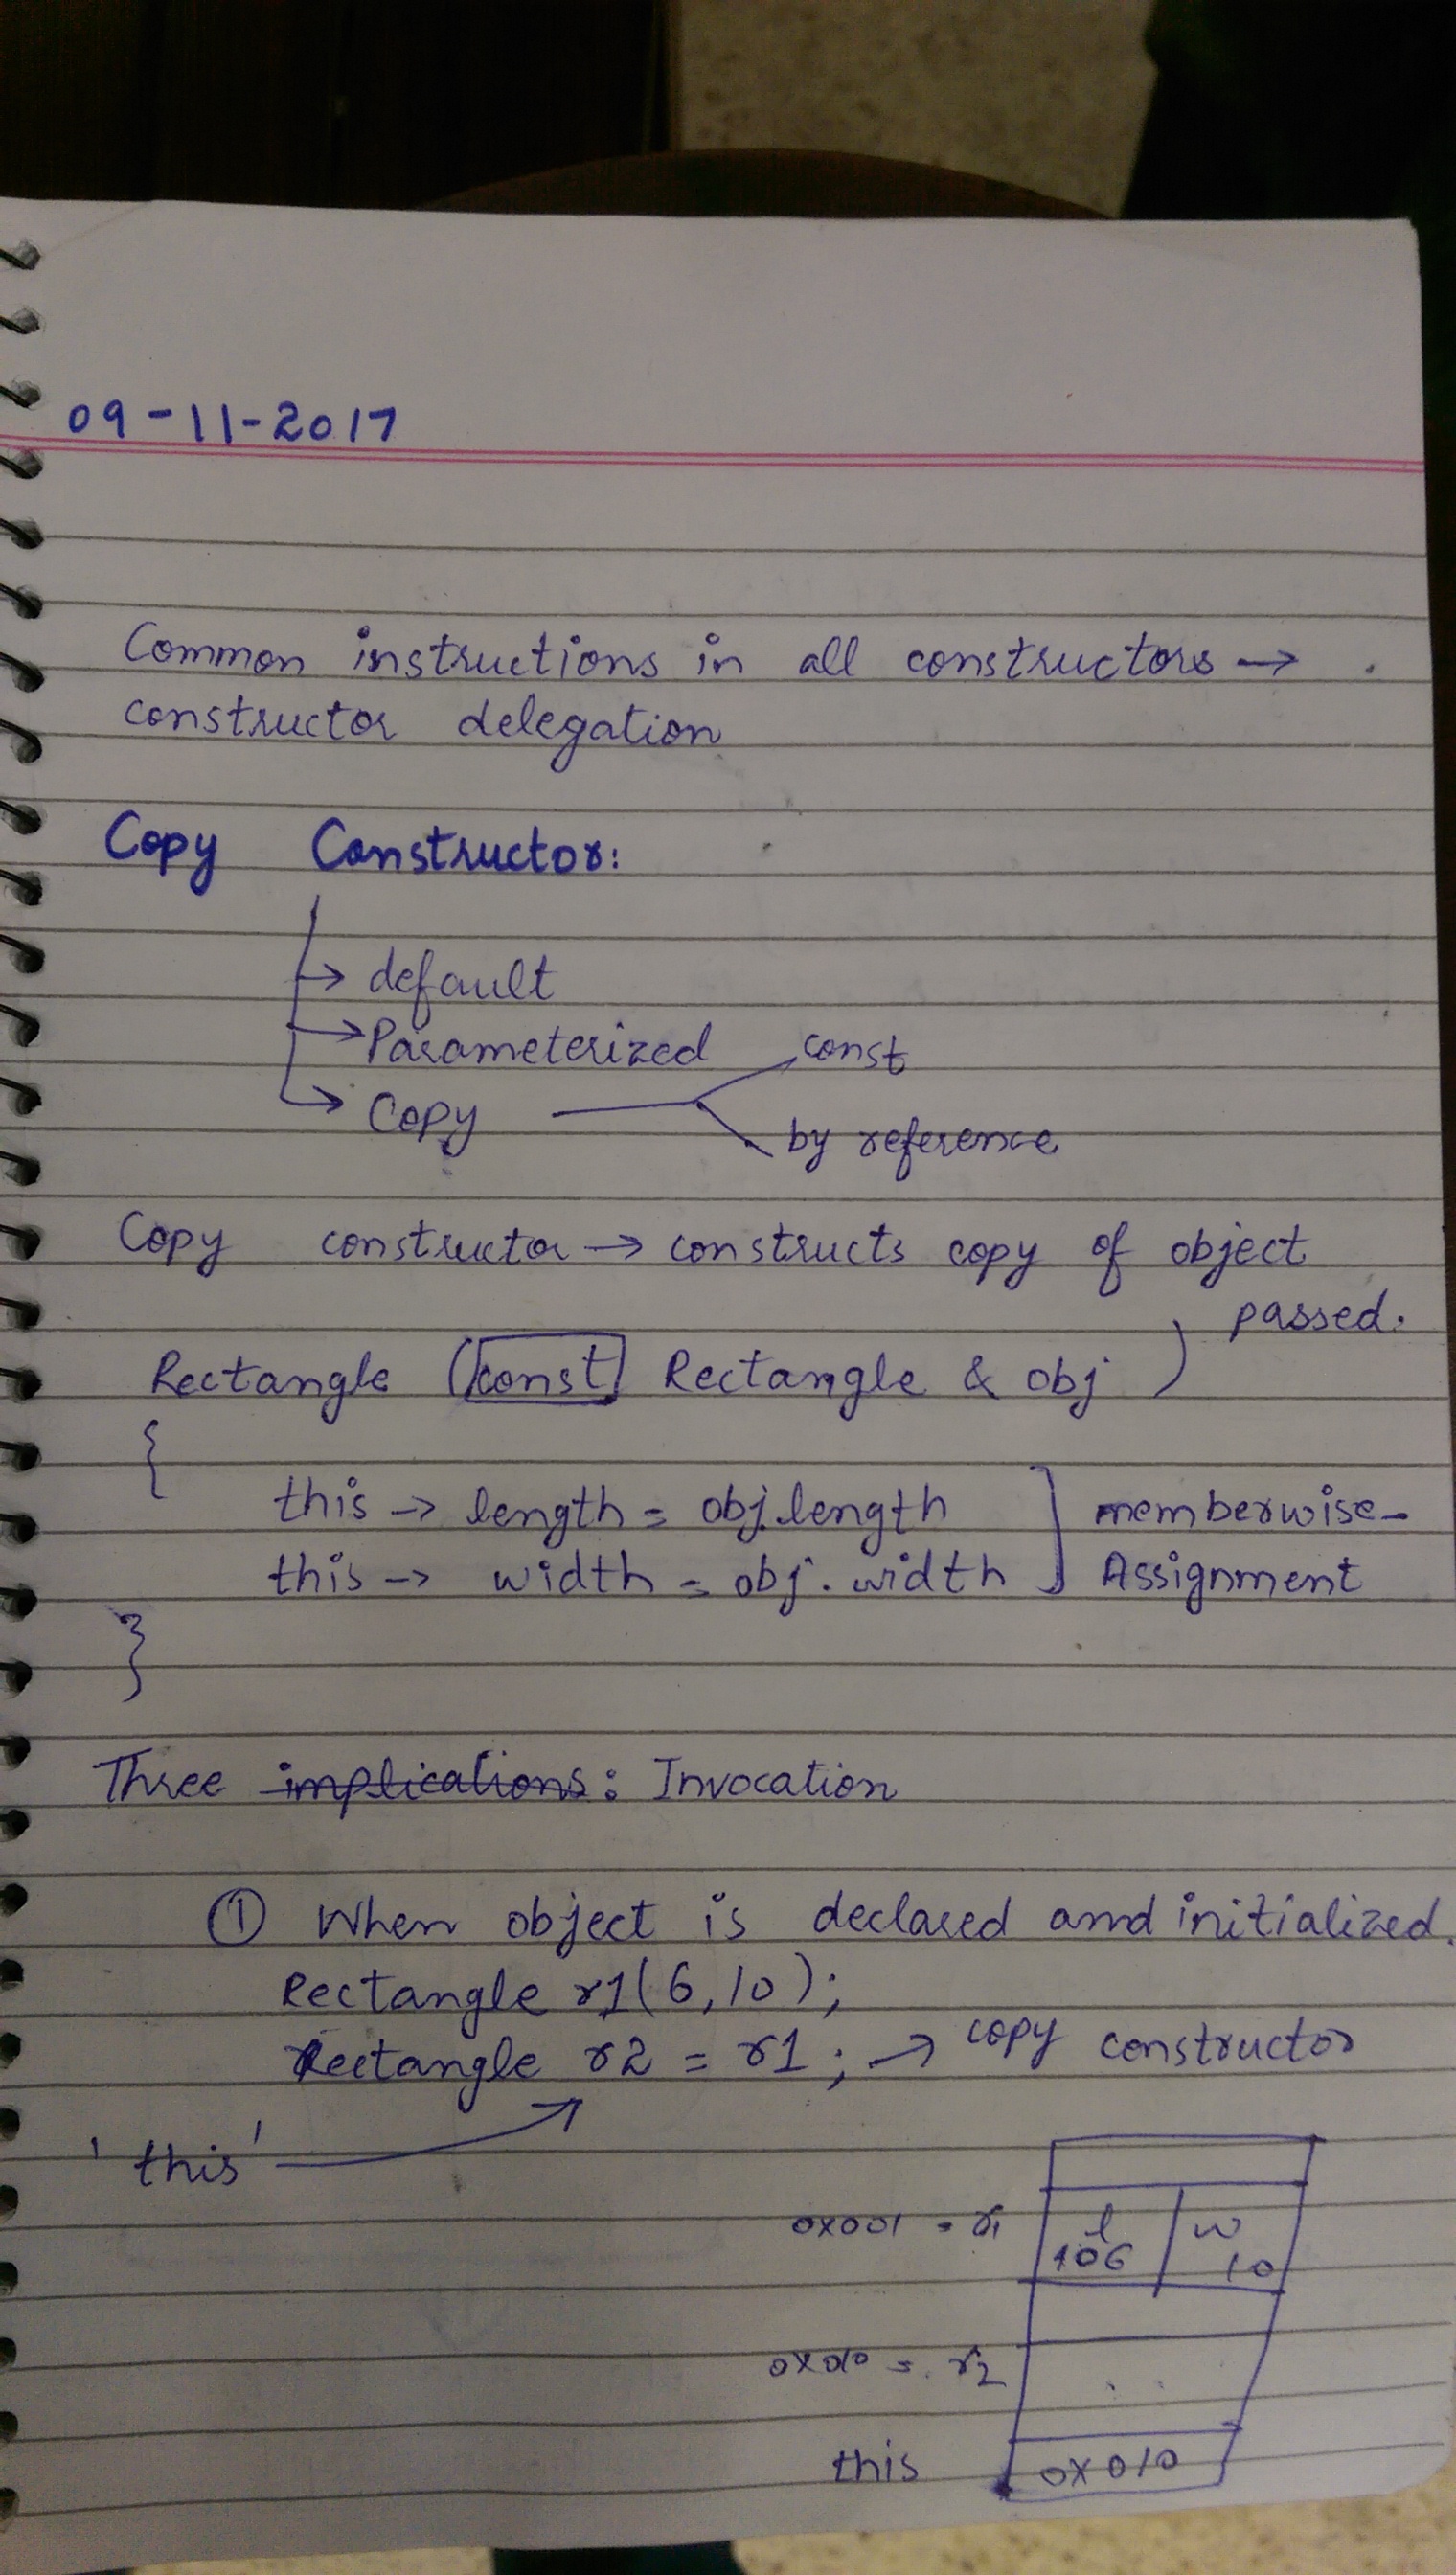 09-11-2017
Common instructions in all constructors →
constructor delegation
Copy Constructor:
→ default
→ Parameterized
const
→ Copy
by reference
Copy constructor → constructs copy of object
passed.
Rectangle (const Rectangle & obj )
{
this → length = obj.length
memberwise-
this → width = obj.width
Assignment
}
Three implications: Invocation
① When object is declared and initialized.
Rectangle r1(6,10);
Rectangle r2 = r1; → copy constructor
'this'
l w
0x001 = r1
106 10
0x010 = r2
this 0x010